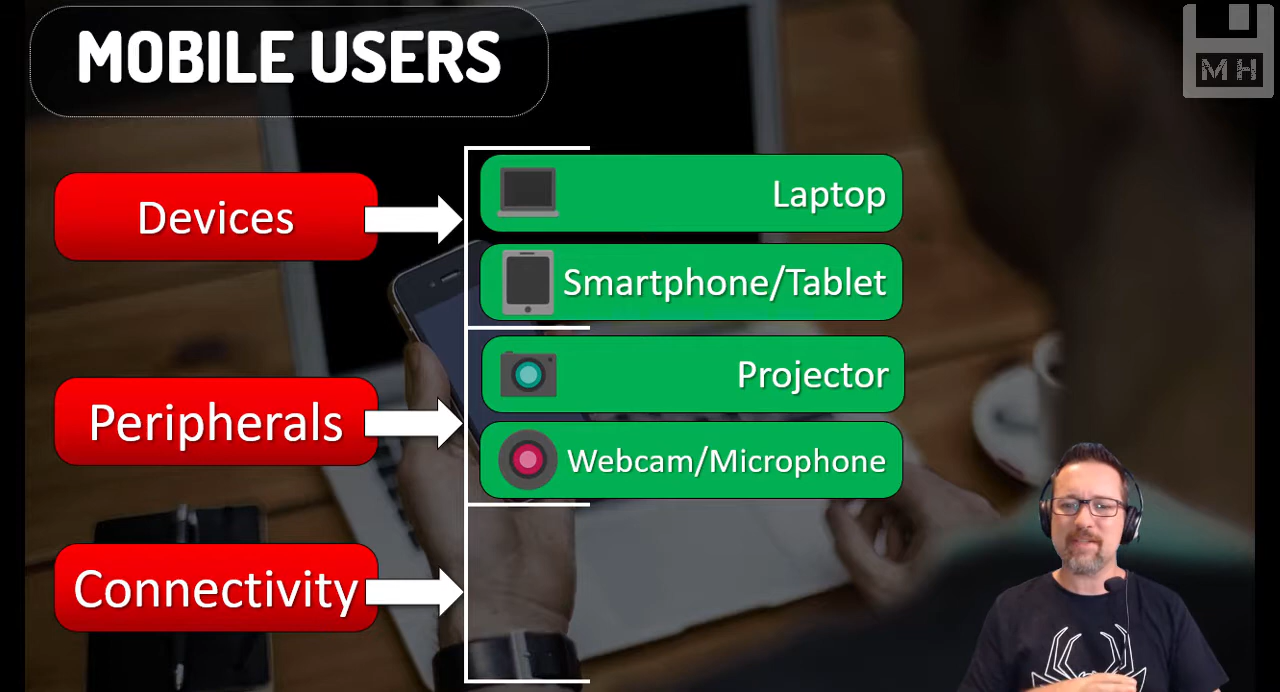 MOBILE USERS
MH
Devices
Laptop
Smartphone/Tablet
Peripherals
Projector
Webcam/Microphone
Connectivity